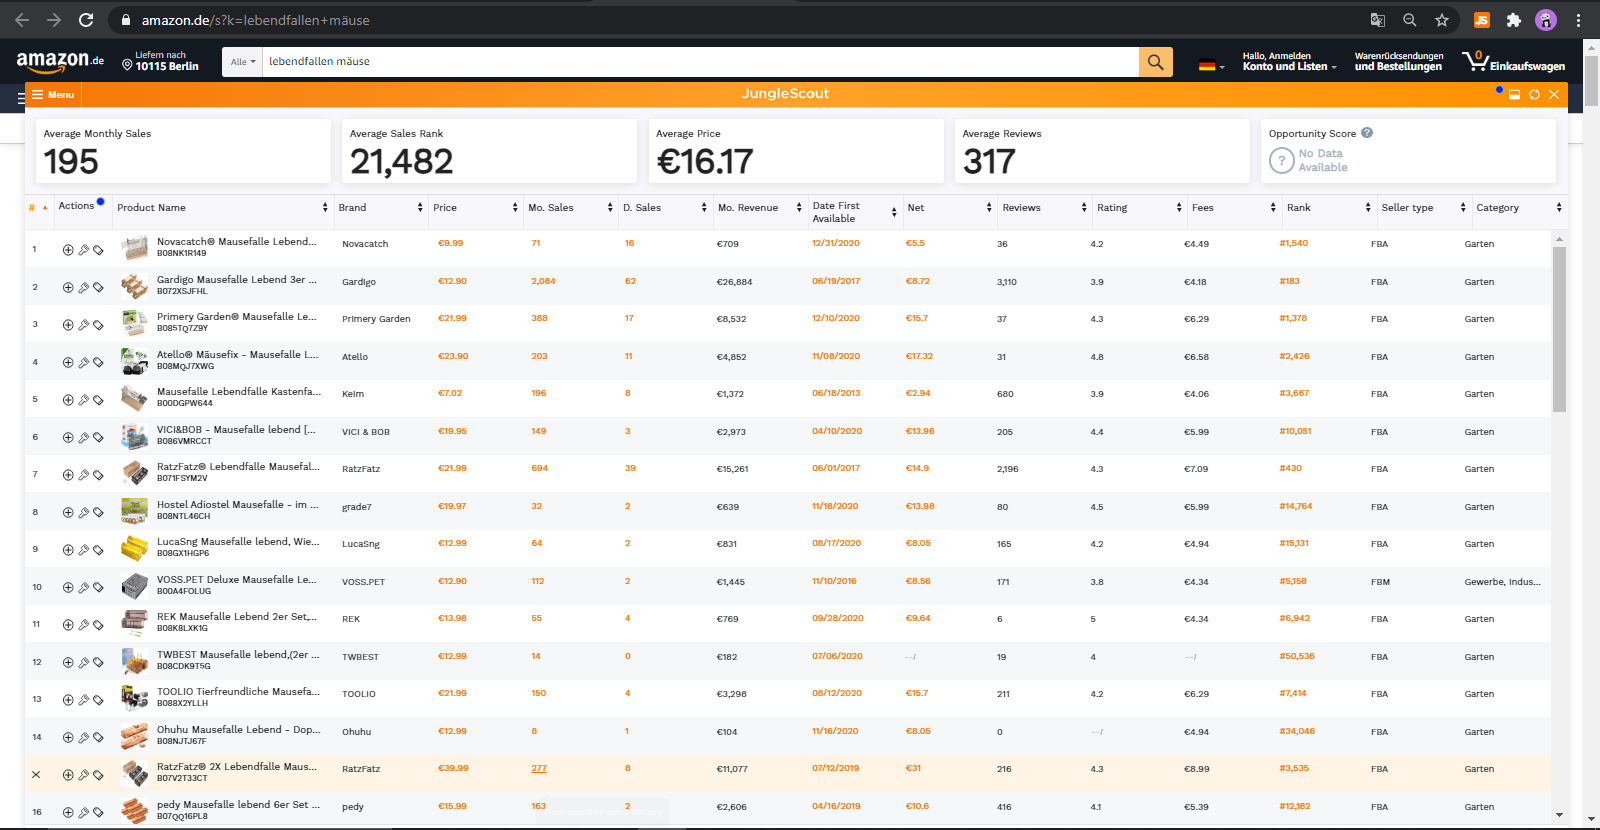 amazon.de/s?k=lebendfallen+mäuse
JS
amazon.de
Liefern nach
10115 Berlin
Alle
lebendfallen mäuse
Hallo, Anmelden
Konto und Listen
Warenrücksendungen
und Bestellungen
0
Einkaufswagen
Menu
JungleScout
Average Monthly Sales
195
Average Sales Rank
21,482
Average Price
€16.17
Average Reviews
317
Opportunity Score ?
? No Data
Available
# Actions Product Name Brand Price Mo. Sales D. Sales Mo. Revenue Date First Available Net Reviews Rating Fees Rank Seller type Category
1 Novacatch® Mausefalle Lebend... Novacatch €9.99 71 16 €709 12/31/2020 €5.5 36 4.2 €4.49 #1,540 FBA Garten
B08NK1R149
2 Gardigo Mausefalle Lebend 3er ... Gardigo €12.90 2,084 62 €26,884 06/19/2017 €8.72 3,110 3.9 €4.18 #183 FBA Garten
B072XSJFHL
3 Primery Garden® Mausefalle Le... Primery Garden €21.99 388 17 €8,532 12/10/2020 €15.7 37 4.3 €6.29 #1,378 FBA Garten
B085TQ7Z9Y
4 Atello® Mäusefix - Mausefalle L... Atello €23.90 203 11 €4,852 11/08/2020 €17.32 31 4.8 €6.58 #2,426 FBA Garten
B08MQJ7XWG
5 Mausefalle Lebendfalle Kastenfa... Keim €7.02 196 8 €1,372 06/18/2013 €2.94 680 3.9 €4.06 #3,667 FBA Garten
B00DGPW644
6 VICI&BOB - Mausefalle lebend [... VICI & BOB €19.95 149 3 €2,973 04/10/2020 €13.96 205 4.4 €5.99 #10,051 FBA Garten
B086VMRCCT
7 RatzFatz® Lebendfalle Mausefal... RatzFatz €21.99 694 39 €15,261 06/01/2017 €14.9 2,196 4.3 €7.09 #430 FBA Garten
B071FSYM2V
8 Hostel Adiostel Mausefalle - im ... grade7 €19.97 32 2 €639 11/18/2020 €13.98 80 4.5 €5.99 #14,764 FBA Garten
B08NTL46CH
9 LucaSng Mausefalle lebend, Wie... LucaSng €12.99 64 2 €831 08/17/2020 €8.05 165 4.2 €4.94 #15,131 FBA Garten
B08GX1HGP6
10 VOSS.PET Deluxe Mausefalle Le... VOSS.PET €12.90 112 2 €1,445 11/10/2016 €8.56 171 3.8 €4.34 #5,158 FBM Gewerbe, Indus...
B00A4FOLUG
11 REK Mausefalle Lebend 2er Set,... REK €13.98 55 4 €769 09/28/2020 €9.64 6 5 €4.34 #6,942 FBA Garten
B08K8LXK1G
12 TWBEST Mausefalle lebend,(2er ... TWBEST €12.99 14 0 €182 07/06/2020 --/ 19 4 --/ #50,536 FBA Garten
B08CDK9T5G
13 TOOLIO Tierfreundliche Mausefa... TOOLIO €21.99 150 4 €3,298 08/12/2020 €15.7 211 4.2 €6.29 #7,414 FBA Garten
B088X2YLLH
14 Ohuhu Mausefalle Lebend - Dop... Ohuhu €12.99 8 1 €104 11/16/2020 €8.05 0 --/ €4.94 #34,046 FBA Garten
B08NJTJ67F
RatzFatz® 2X Lebendfalle Maus... RatzFatz €39.99 277 8 €11,077 07/12/2019 €31 216 4.3 €8.99 #3,535 FBA Garten
B07V2T33CT
16 pedy Mausefalle lebend 6er Set ... pedy €15.99 163 2 €2,606 04/16/2019 €10.6 416 4.1 €5.39 #12,182 FBA Garten
B07QQ16PL8